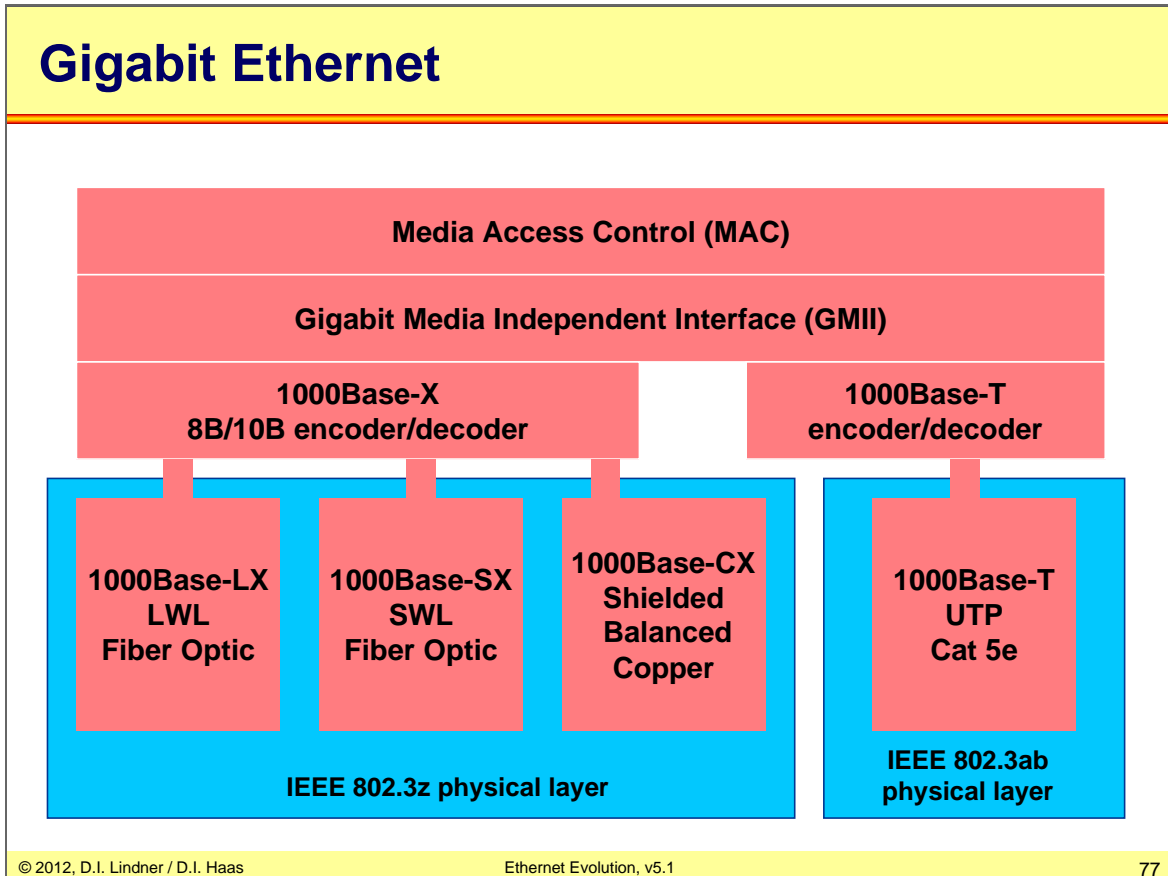 Gigabit Ethernet
Media Access Control (MAC)
Gigabit Media Independent Interface (GMII)
1000Base-X
8B/10B encoder/decoder
1000Base-T
encoder/decoder
1000Base-LX
LWL
Fiber Optic
1000Base-SX
SWL
Fiber Optic
1000Base-CX
Shielded
Balanced
Copper
1000Base-T
UTP
Cat 5e
IEEE 802.3z physical layer
IEEE 802.3ab
physical layer
© 2012, D.I. Lindner / D.I. Haas
Ethernet Evolution, v5.1
77